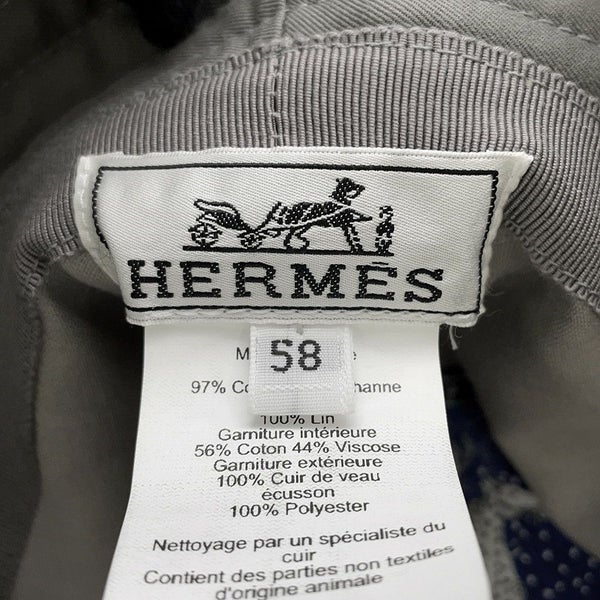 HERMÈS
58
97%
100% Lin
Garniture intérieure
56% Coton 44% Viscose
Garniture extérieure
100% Cuir de veau
écusson
100% Polyester
Nettoyage par un spécialiste du
cuir
Contient des parties non textiles
d'origine animale